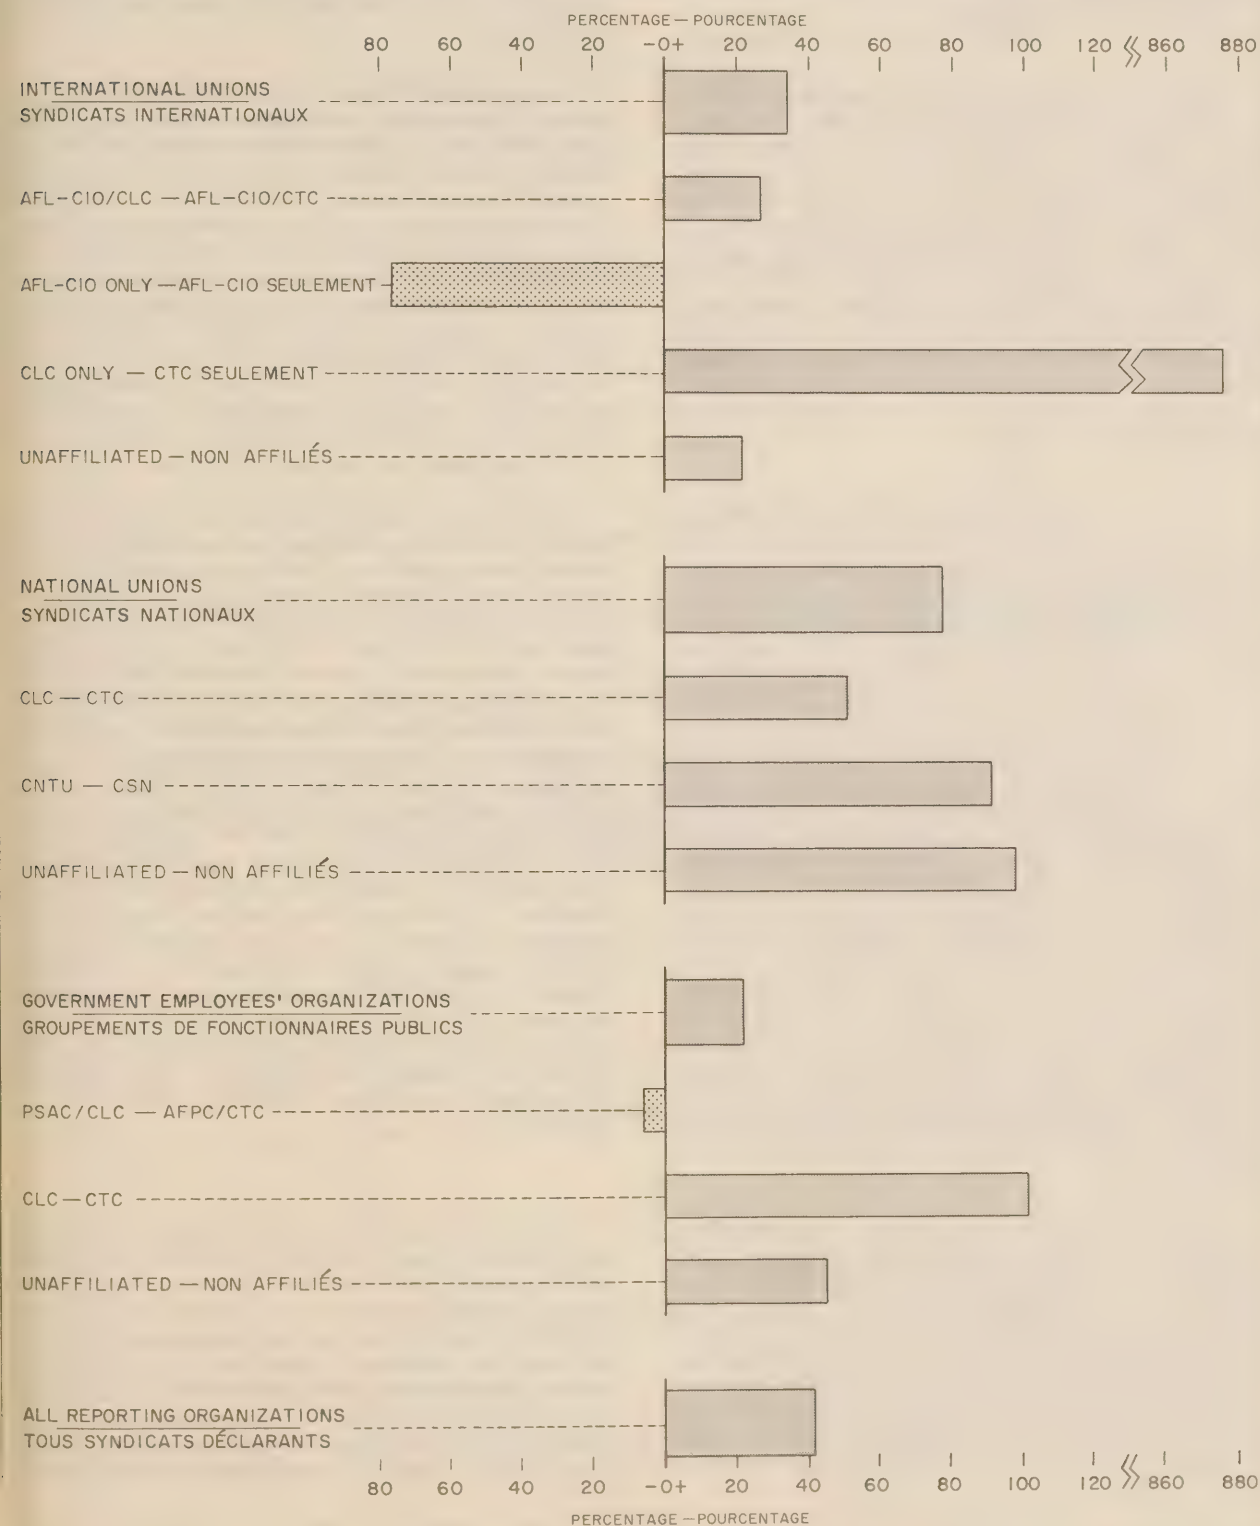 PERCENTAGE — POURCENTAGE
80 60 40 20 -0+ 20 40 60 80 100 120 860 880
INTERNATIONAL UNIONS
SYNDICATS INTERNATIONAUX
AFL-CIO/CLC — AFL-CIO/CTC
AFL-CIO ONLY — AFL-CIO SEULEMENT
CLC ONLY — CTC SEULEMENT
UNAFFILIATED — NON AFFILIÉS
NATIONAL UNIONS
SYNDICATS NATIONAUX
CLC — CTC
CNTU — CSN
UNAFFILIATED — NON AFFILIÉS
GOVERNMENT EMPLOYEES' ORGANIZATIONS
GROUPEMENTS DE FONCTIONNAIRES PUBLICS
PSAC/CLC — AFPC/CTC
CLC — CTC
UNAFFILIATED — NON AFFILIÉS
ALL REPORTING ORGANIZATIONS
TOUS SYNDICATS DÉCLARANTS
80 60 40 20 -0+ 20 40 60 80 100 120 860 880
PERCENTAGE — POURCENTAGE